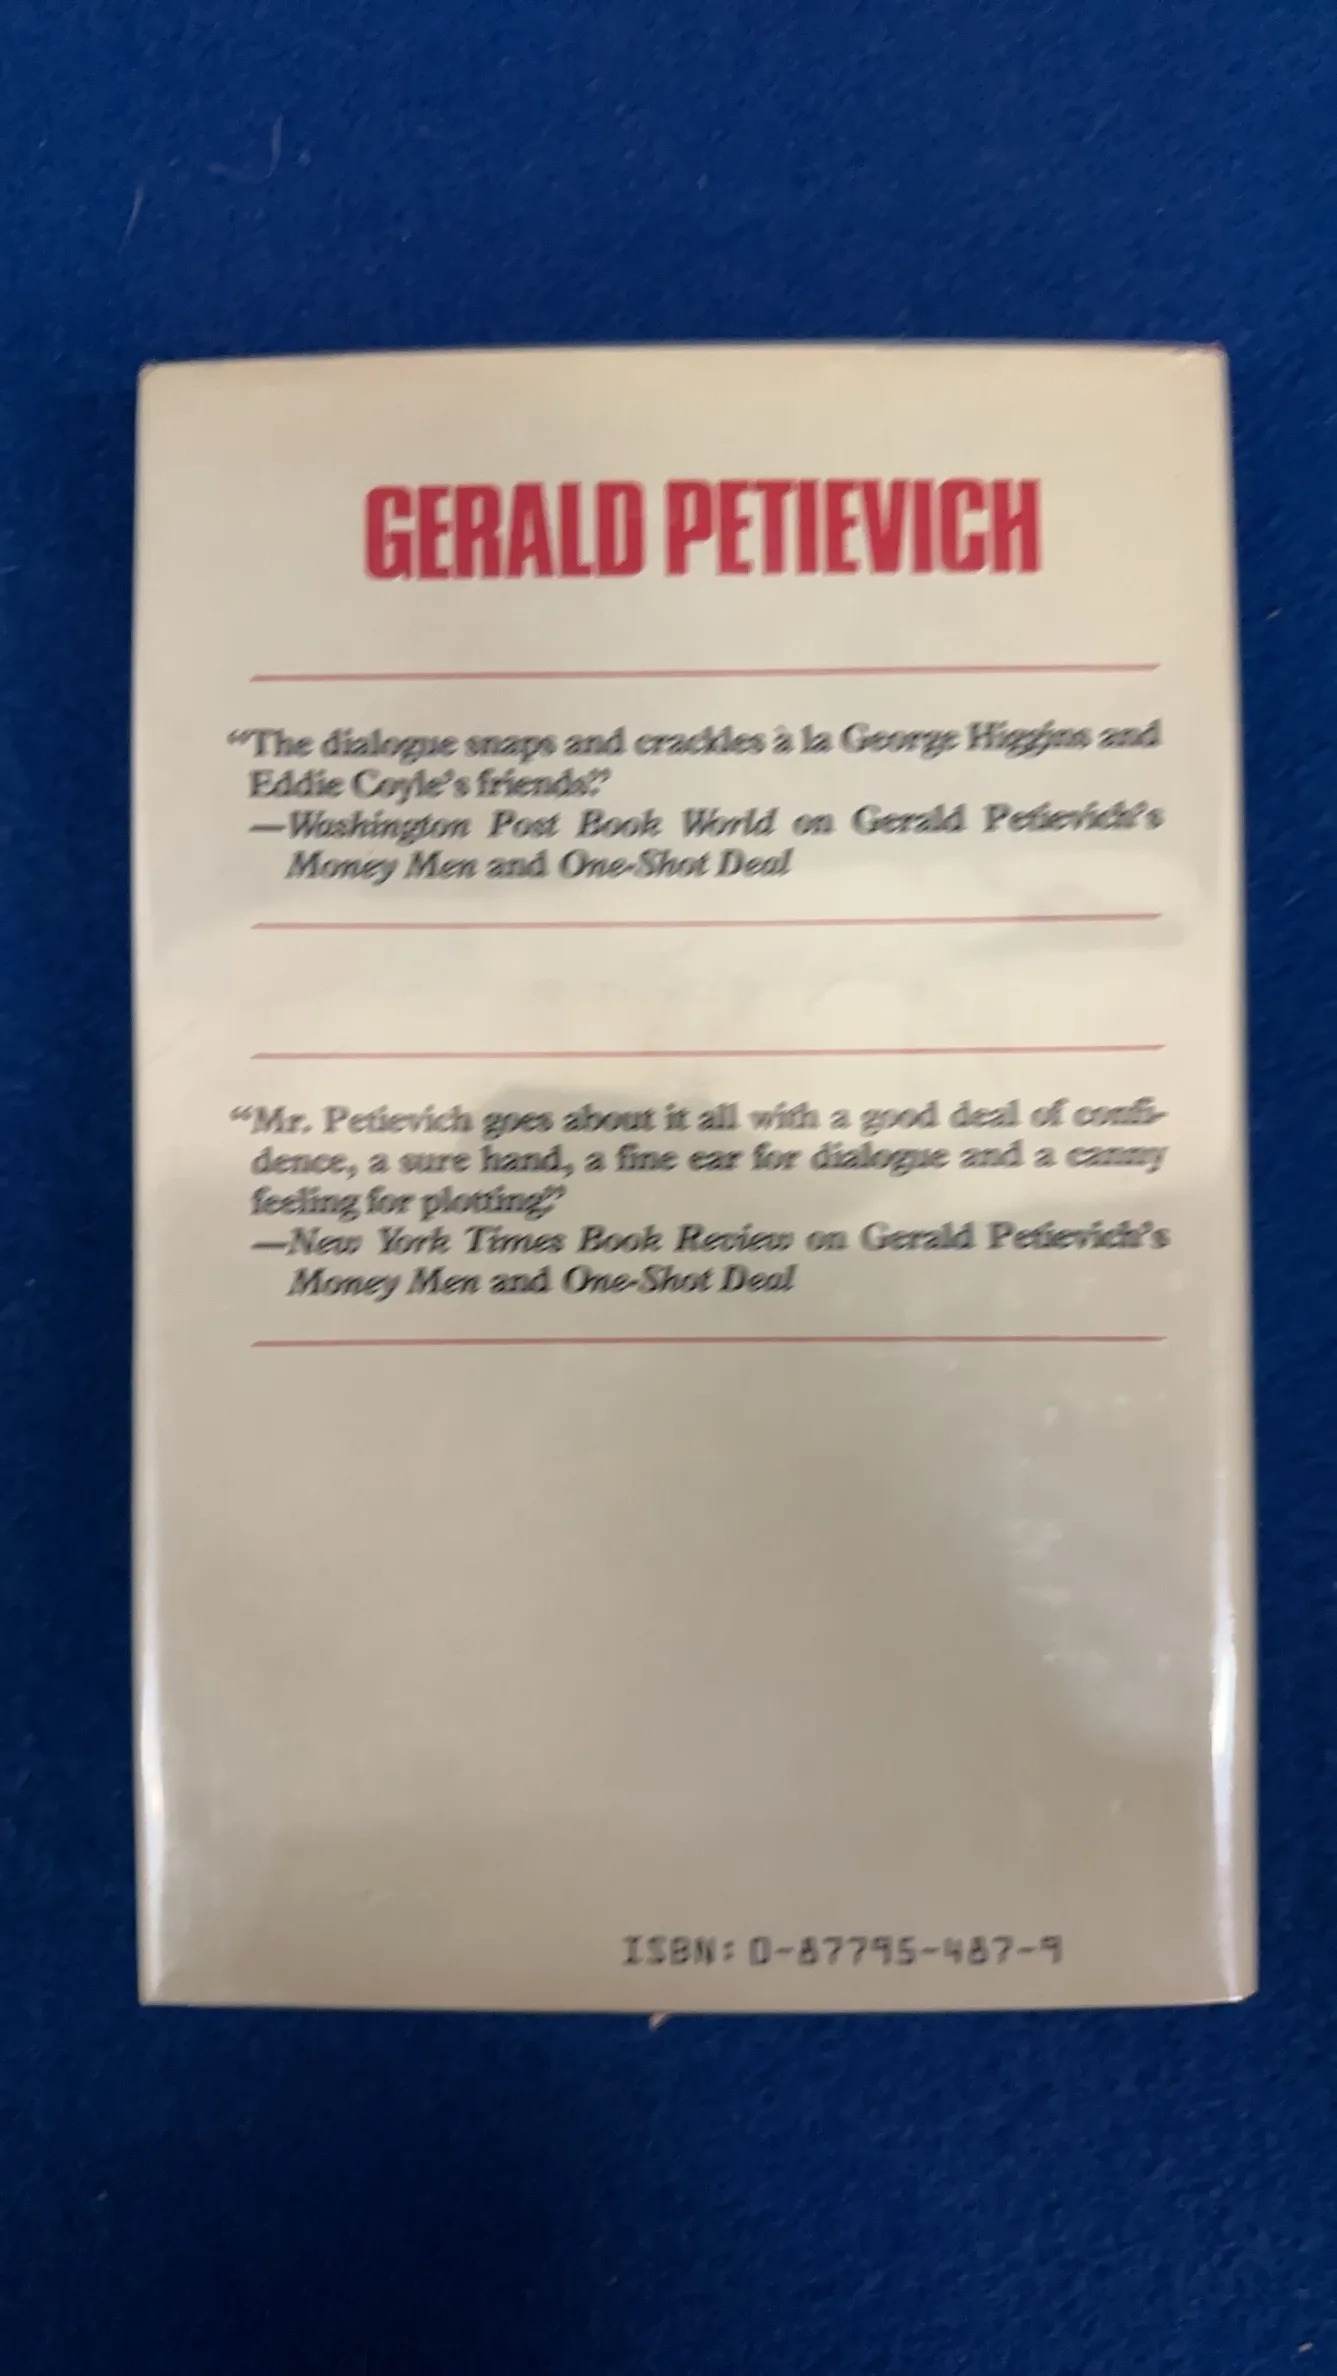 GERALD PETIEVICH
“The dialogue snaps and crackles à la George Higgins and
Eddie Coyle’s friends.”
—Washington Post Book World on Gerald Petievich’s
Money Men and One-Shot Deal
“Mr. Petievich goes about it all with a good deal of confi-
dence, a sure hand, a fine ear for dialogue and a canny
feeling for plotting.”
—New York Times Book Review on Gerald Petievich’s
Money Men and One-Shot Deal
ISBN: 0-87795-487-9